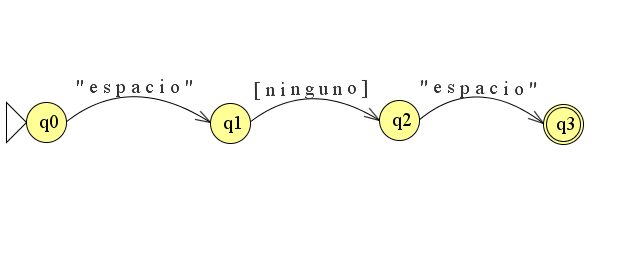 "espacio" [ninguno] "espacio"
q0 q1 q2 q3